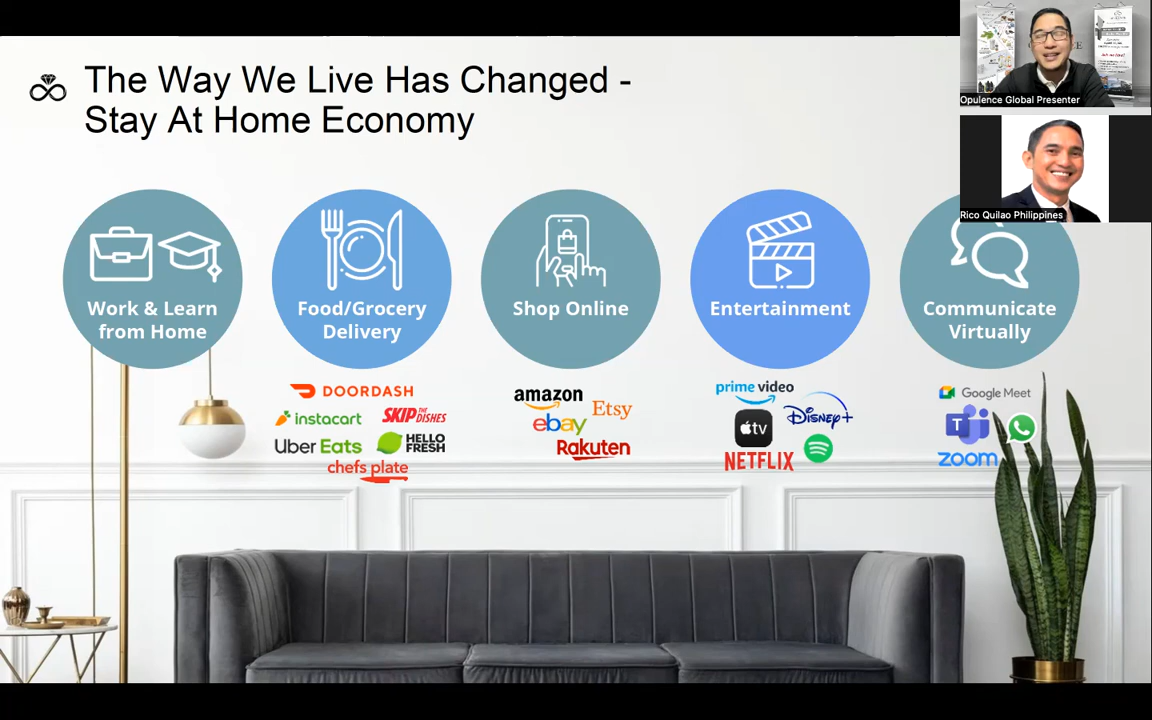 The Way We Live Has Changed -
Stay At Home Economy
Opulence Global Presenter
Rico Quilao Philippines
Work & Learn
from Home
Food/Grocery
Delivery
Shop Online
Entertainment
Communicate
Virtually
DOORDASH
instacart
SKIP THE DISHES
Uber Eats
HELLO
FRESH
chefs plate
amazon
Etsy
ebay
Rakuten
prime video
tv
Disney+
NETFLIX
Google Meet
T
zoom